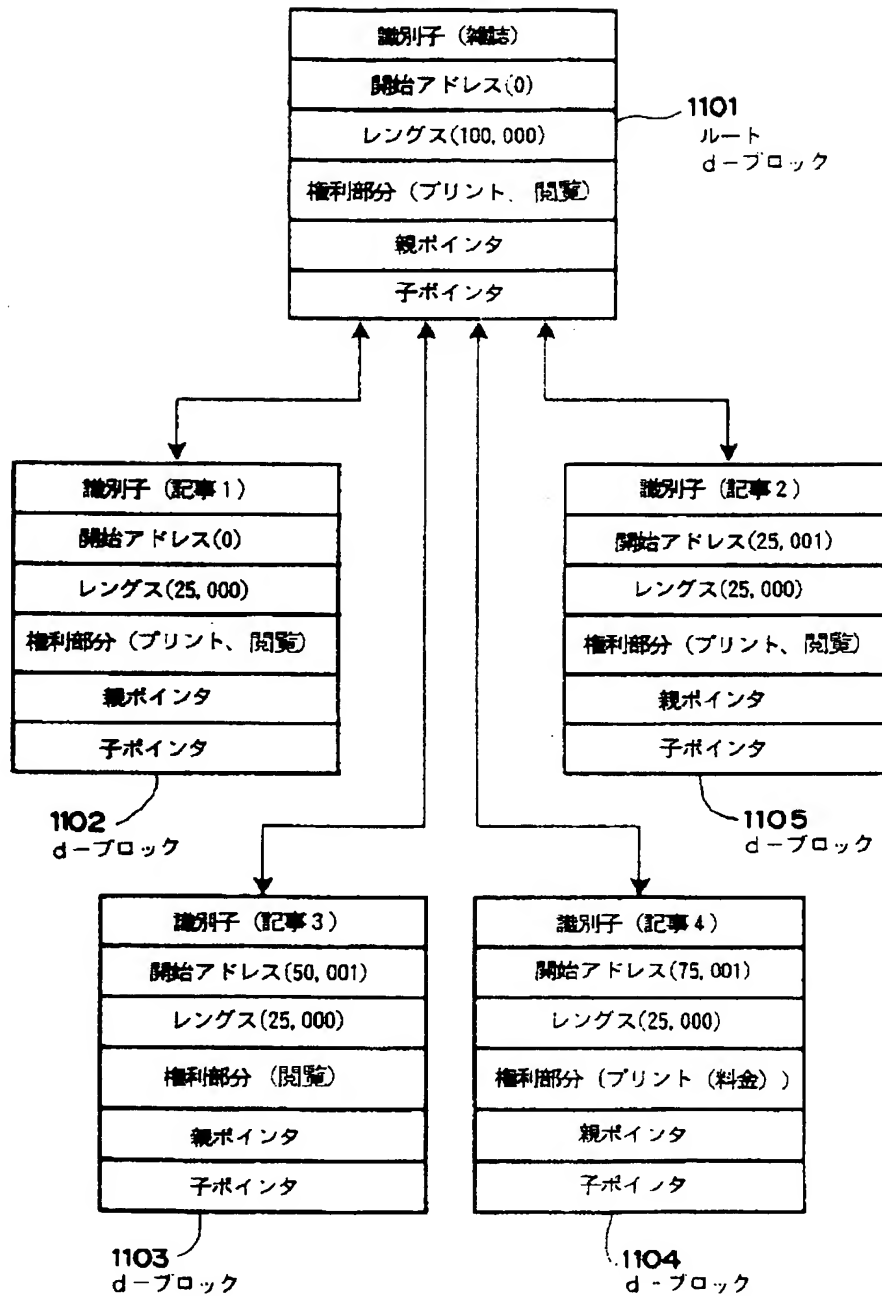 識別子 (雑誌)
開始アドレス(0)
レングス(100,000)
権利部分 (プリント、閲覧)
親ポインタ
子ポインタ
1101
ルート
d-ブロック
識別子 (記事1)
開始アドレス(0)
レングス(25,000)
権利部分 (プリント、閲覧)
親ポインタ
子ポインタ
1102
d-ブロック
識別子 (記事2)
開始アドレス(25,001)
レングス(25,000)
権利部分 (プリント、閲覧)
親ポインタ
子ポインタ
1105
d-ブロック
識別子 (記事3)
開始アドレス(50,001)
レングス(25,000)
権利部分 (閲覧)
親ポインタ
子ポインタ
1103
d-ブロック
識別子 (記事4)
開始アドレス(75,001)
レングス(25,000)
権利部分 (プリント (料金) )
親ポインタ
子ポインタ
1104
d-ブロック